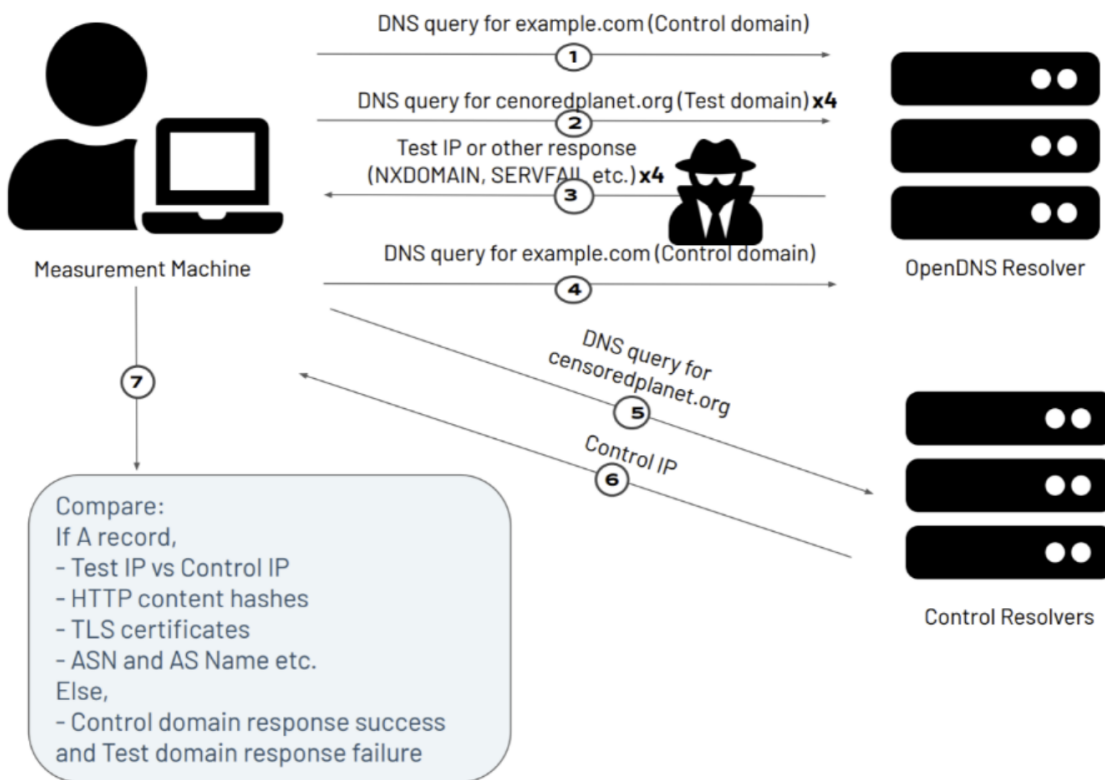 DNS query for example.com (Control domain)
1
DNS query for cenoredplanet.org (Test domain) x4
2
Test IP or other response
(NXDOMAIN, SERVFAIL, etc.) x4
3
Measurement Machine
DNS query for example.com (Control domain)
4
OpenDNS Resolver
DNS query for
censoredplanet.org
5
7
Control IP
6
Control Resolvers
Compare:
If A record,
- Test IP vs Control IP
- HTTP content hashes
- TLS certificates
- ASN and AS Name etc.
Else,
- Control domain response success
and Test domain response failure